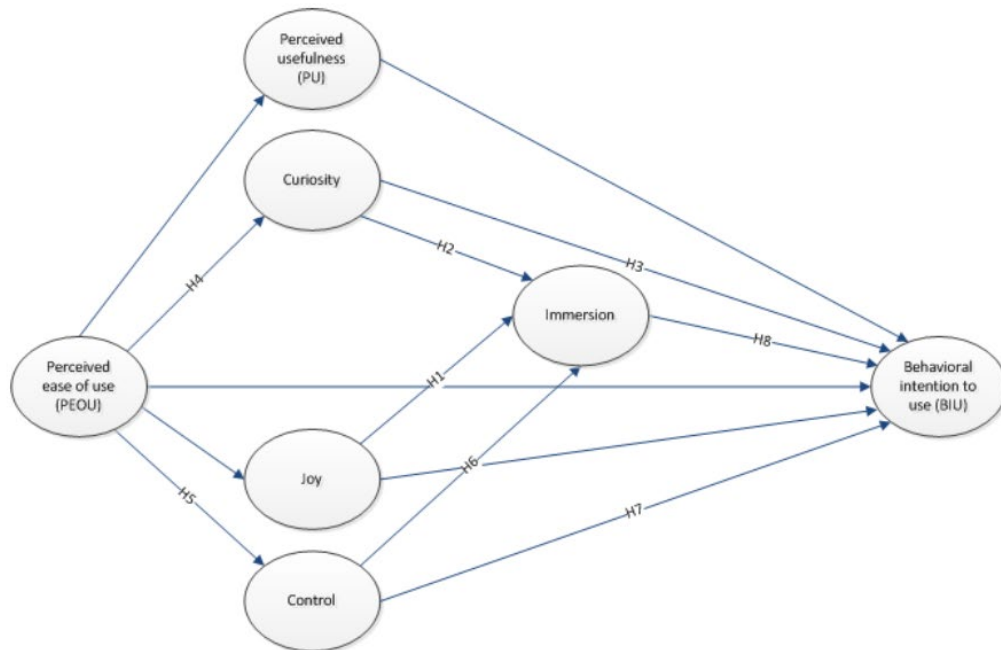 Perceived
usefulness
(PU)
Curiosity
H2
H3
H4
Immersion
H8
Perceived
ease of use
(PEOU)
H1
Behavioral
intention to
use (BIU)
Joy
H6
H5
H7
Control